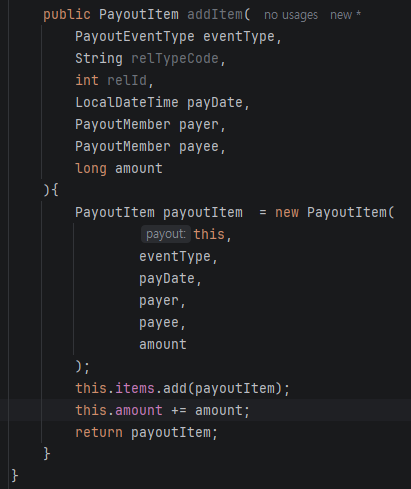 public PayoutItem addItem( no usages new *
PayoutEventType eventType,
String relTypeCode,
int relId,
LocalDateTime payDate,
PayoutMember payer,
PayoutMember payee,
long amount
){
PayoutItem payoutItem = new PayoutItem(
payout: this,
eventType,
payDate,
payer,
payee,
amount
);
this.items.add(payoutItem);
this.amount += amount;
return payoutItem;
}
}